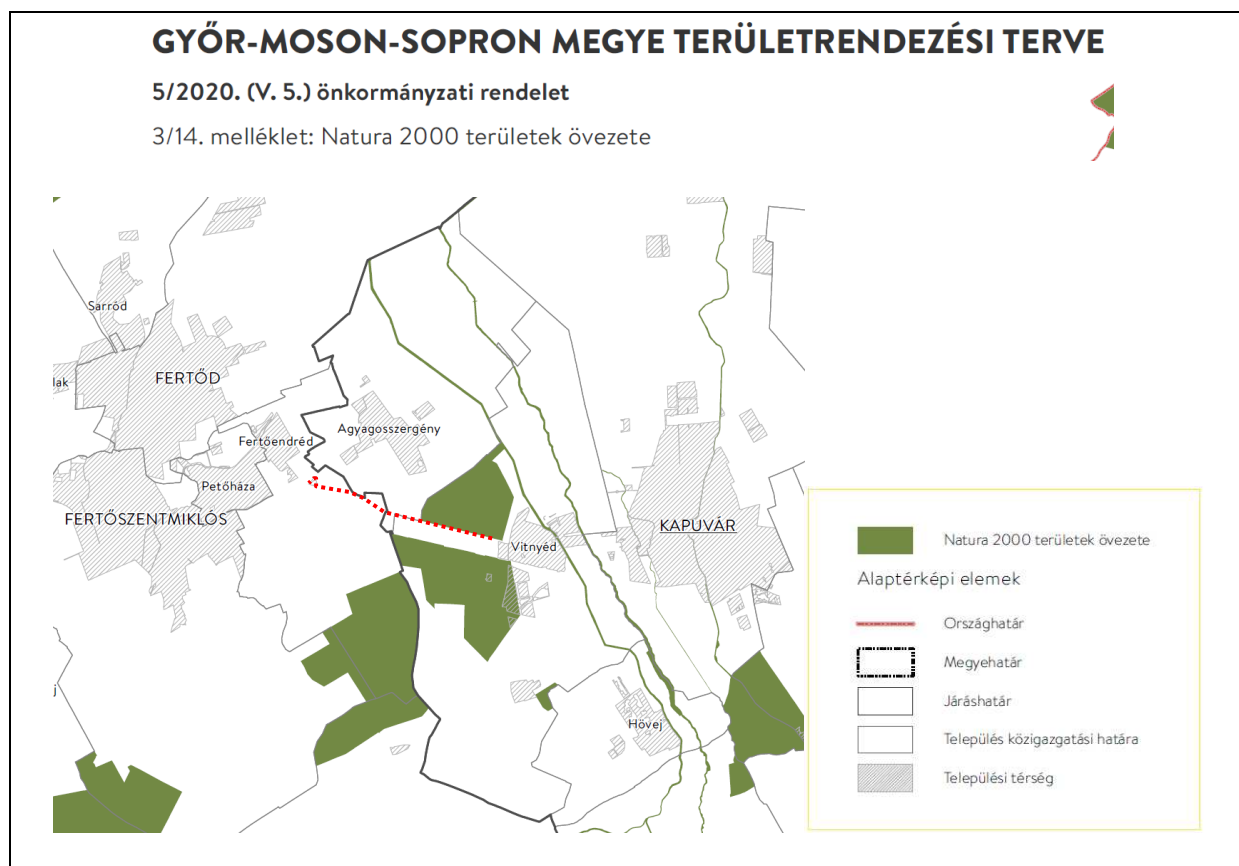 GYŐR-MOSON-SOPRON MEGYE TERÜLETRENDEZÉSI TERVE
5/2020. (V. 5.) önkormányzati rendelet
3/14. melléklet: Natura 2000 területek övezete
Sarród
lak
FERTŐD
Fertőendréd
Agyagosszergény
Petőháza
FERTŐSZENTMIKLÓS
Vitnyéd
KAPUVÁR
Hövej
Natura 2000 területek övezete
Alaptérképi elemek
Országhatár
Megyehatár
Járáshatár
Település közigazgatási határa
Települési térség